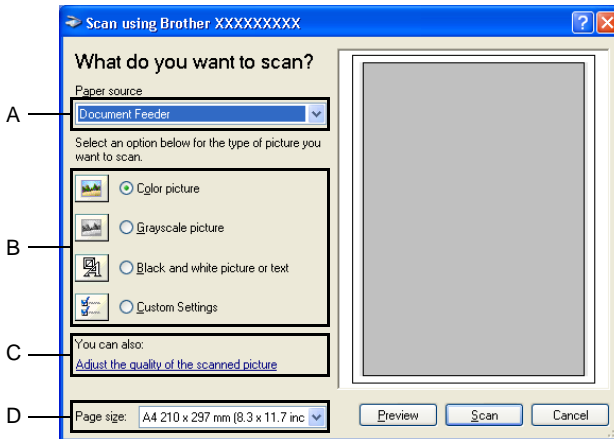 Scan using Brother XXXXXXXXX
What do you want to scan?
A
Paper source
Document Feeder
Select an option below for the type of picture you
want to scan.
B
Color picture
Grayscale picture
Black and white picture or text
Custom Settings
C
You can also:
Adjust the quality of the scanned picture
D
Page size: A4 210 x 297 mm (8.3 x 11.7 inc
Preview Scan Cancel